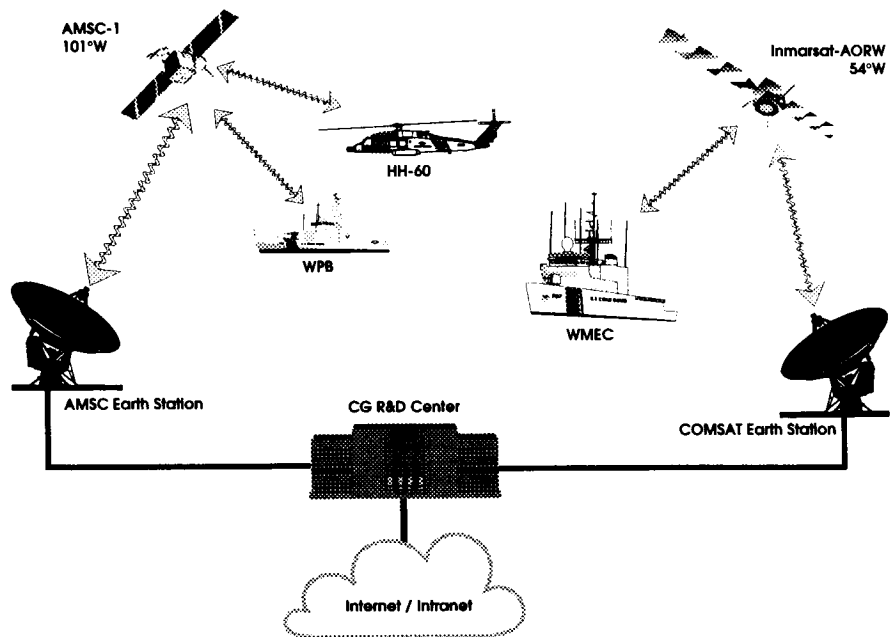 AMSC-1
101°W
Inmarsat-AORW
54°W
HH-60
WPB
WMEC
AMSC Earth Station
CG R&D Center
COMSAT Earth Station
Internet / Intranet